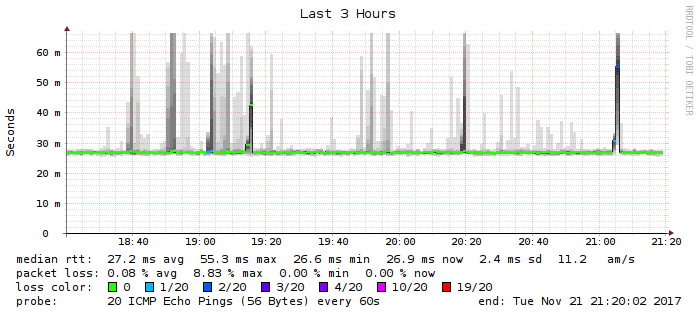 Last 3 Hours
RRDTOOL / TOBI OETIKER
Seconds
60 m
50 m
40 m
30 m
20 m
10 m
0
18:40 19:00 19:20 19:40 20:00 20:20 20:40 21:00 21:20
median rtt: 27.2 ms avg 55.3 ms max 26.6 ms min 26.9 ms now 2.4 ms sd 11.2 am/s
packet loss: 0.08 % avg 8.83 % max 0.00 % min 0.00 % now
loss color: 0 1/20 2/20 3/20 4/20 10/20 19/20
probe: 20 ICMP Echo Pings (56 Bytes) every 60s end: Tue Nov 21 21:20:02 2017